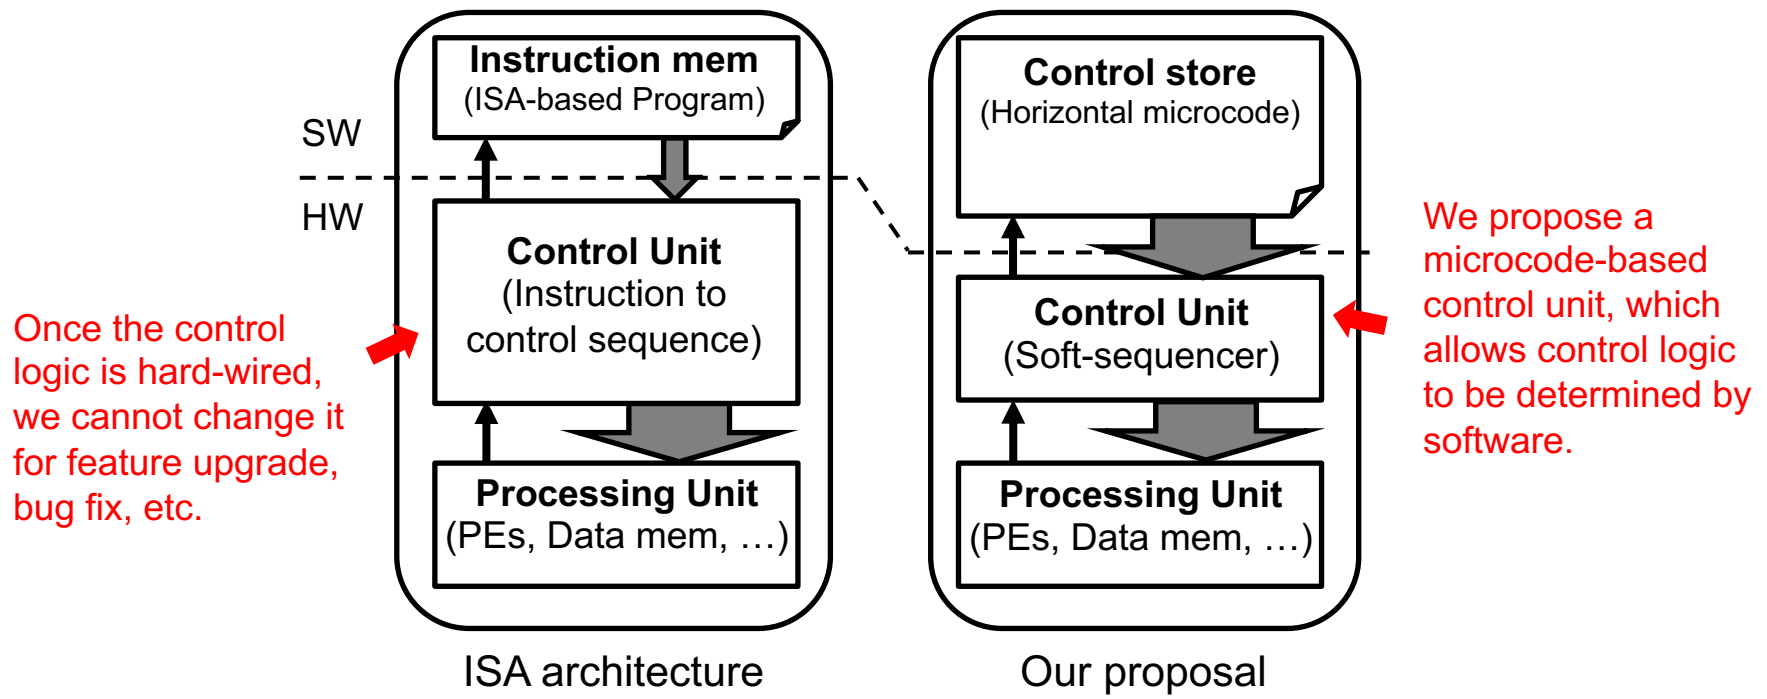 Instruction mem
(ISA-based Program)
SW
HW
Control Unit
(Instruction to
control sequence)
Once the control
logic is hard-wired,
we cannot change it
for feature upgrade,
bug fix, etc.
Processing Unit
(PEs, Data mem, …)
ISA architecture
Control store
(Horizontal microcode)
Control Unit
(Soft-sequencer)
We propose a
microcode-based
control unit, which
allows control logic
to be determined by
software.
Processing Unit
(PEs, Data mem, …)
Our proposal